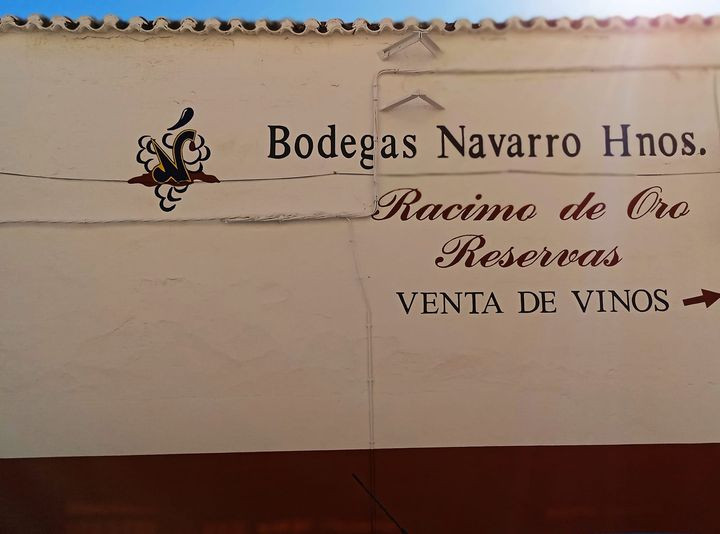 Bodegas Navarro Hnos.
Racimo de Oro
Reservas
VENTA DE VINOS